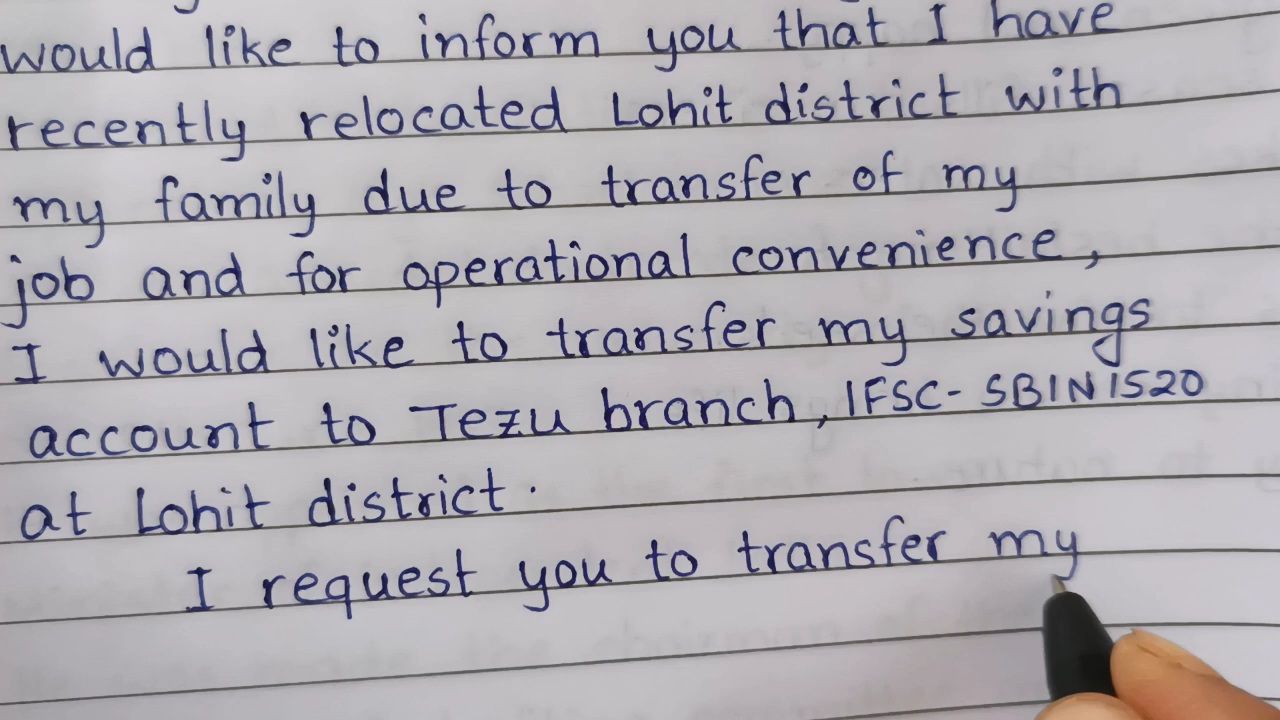 would like to inform you that I have
recently relocated Lohit district with
my family due to transfer of my
job and for operational convenience,
I would like to transfer my savings
account to Tezu branch, IFSC- SBIN1520
at Lohit district.
I request you to transfer my